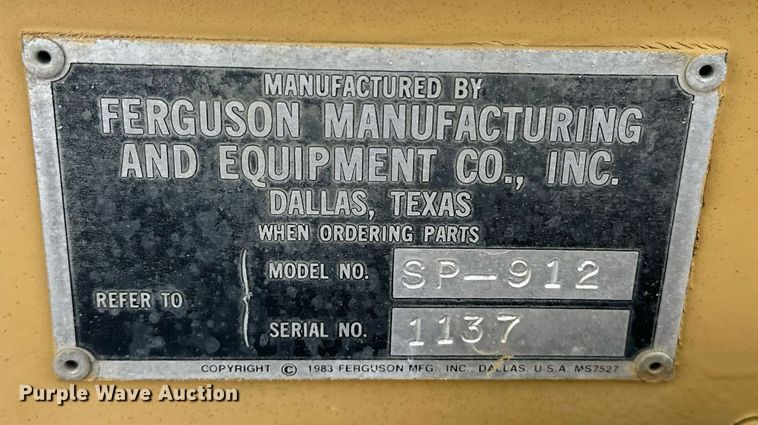 MANUFACTURED BY
FERGUSON MANUFACTURING
AND EQUIPMENT CO., INC.
DALLAS, TEXAS
WHEN ORDERING PARTS
REFER TO
MODEL NO. SP-912
SERIAL NO. 1137
COPYRIGHT © 1983 FERGUSON MFG., INC., DALLAS, U.S.A. MS7527
Purple Wave Auction